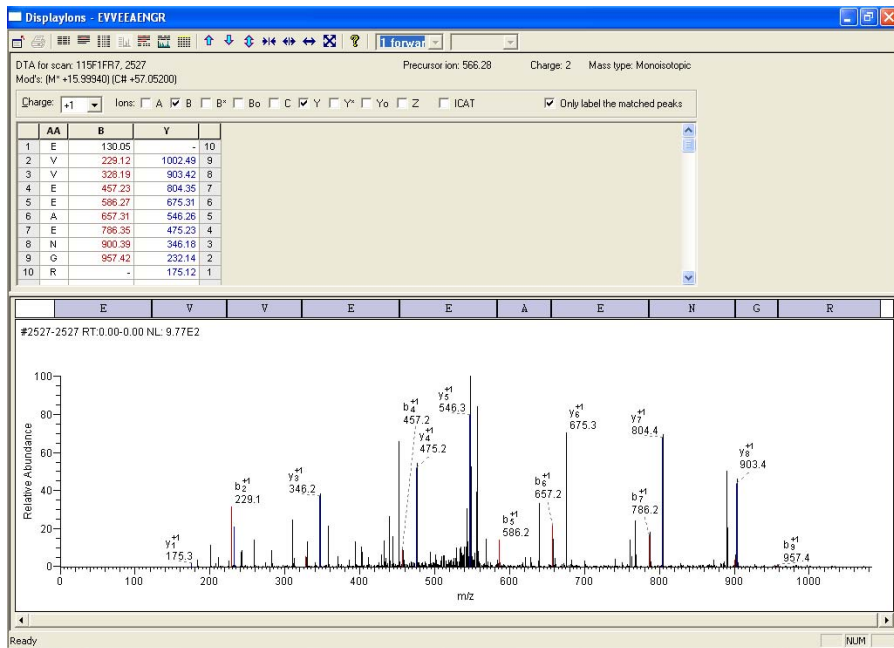 DisplayIons - EVVEEAENGR
1 forwar
DTA for scan: 115F1FR7, 2527 Precursor ion: 566.28 Charge: 2 Mass type: Monoisotopic
Mod's: (M* +15.99940) (C# +57.05200)
Charge: +1 Ions: A B B* Bo C Y Y* Yo Z ICAT Only label the matched peaks
AA B Y
1 E 130.05 - 10
2 V 229.12 1002.49 9
3 V 328.19 903.42 8
4 E 457.23 804.35 7
5 E 586.27 675.31 6
6 A 657.31 546.26 5
7 E 786.35 475.23 4
8 N 900.39 346.18 3
9 G 957.42 232.14 2
10 R - 175.12 1
E V V E E A E N G R
#2527-2527 RT:0.00-0.00 NL: 9.77E2
Relative Abundance
100
80
60
40
20
0
y1+1
175.3
b2+1
229.1
y3+1
346.2
b4+1
457.2
y4+1
475.2
y5+1
546.3
b5+1
586.2
b6+1
657.2
y6+1
675.3
b7+1
786.2
y7+1
804.4
y8+1
903.4
b9+1
957.4
0 100 200 300 400 500 600 700 800 900 1000
m/z
Ready NUM